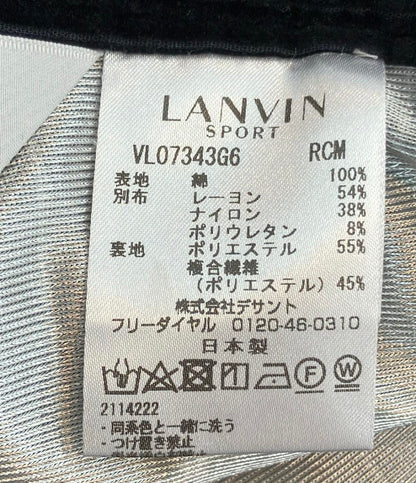 LANVIN
SPORT
VL07343G6 RCM
表地 綿 100%
別布 レーヨン 54%
ナイロン 38%
ポリウレタン 8%
裏地 ポリエステル 55%
複合繊維
(ポリエステル) 45%
株式会社デサント
フリーダイヤル 0120-46-0310
日本製
F W
2114222
・同系色と一緒に洗う
・つけ置き禁止